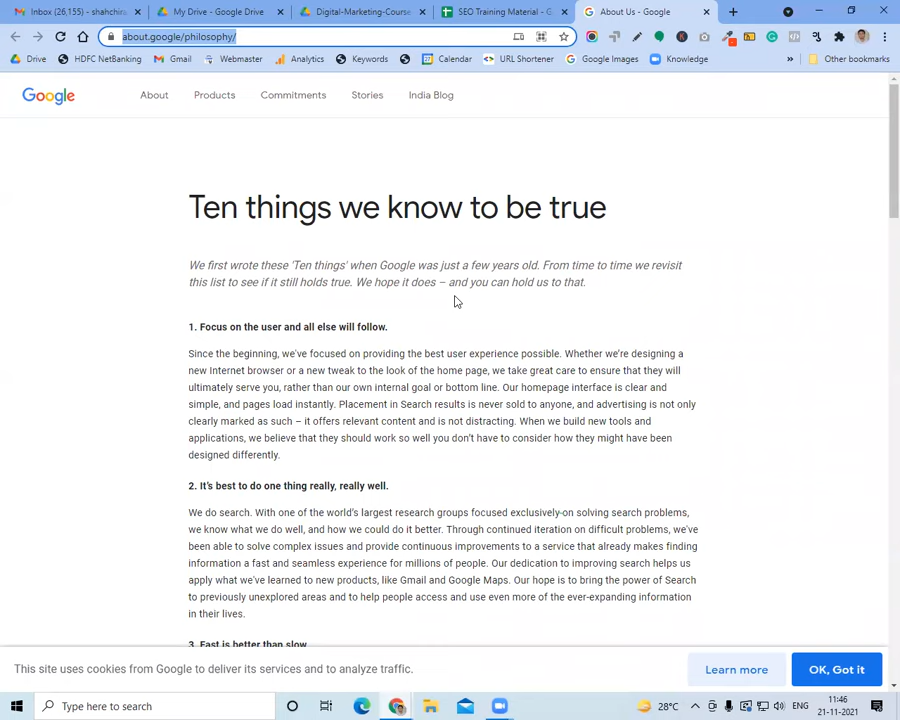 Inbox (26,155) - shahchira
My Drive - Google Drive
Digital-Marketing-Course
SEO Training Material - G
About Us - Google
about.google/philosophy/
Drive
HDFC NetBanking
Gmail
Webmaster
Analytics
Keywords
Calendar
URL Shortener
Google Images
Knowledge
»
Other bookmarks
Google
About
Products
Commitments
Stories
India Blog
Ten things we know to be true
We first wrote these 'Ten things' when Google was just a few years old. From time to time we revisit
this list to see if it still holds true. We hope it does – and you can hold us to that.
1. Focus on the user and all else will follow.
Since the beginning, we've focused on providing the best user experience possible. Whether we're designing a
new Internet browser or a new tweak to the look of the home page, we take great care to ensure that they will
ultimately serve you, rather than our own internal goal or bottom line. Our homepage interface is clear and
simple, and pages load instantly. Placement in Search results is never sold to anyone, and advertising is not only
clearly marked as such – it offers relevant content and is not distracting. When we build new tools and
applications, we believe that they should work so well you don't have to consider how they might have been
designed differently.
2. It's best to do one thing really, really well.
We do search. With one of the world's largest research groups focused exclusively on solving search problems,
we know what we do well, and how we could do it better. Through continued iteration on difficult problems, we've
been able to solve complex issues and provide continuous improvements to a service that already makes finding
information a fast and seamless experience for millions of people. Our dedication to improving search helps us
apply what we've learned to new products, like Gmail and Google Maps. Our hope is to bring the power of Search
to previously unexplored areas and to help people access and use even more of the ever-expanding information
in their lives.
3. Fast is better than slow.
This site uses cookies from Google to deliver its services and to analyze traffic.
Learn more
OK, Got it
Type here to search
28°C
ENG
11:46
21-11-2021